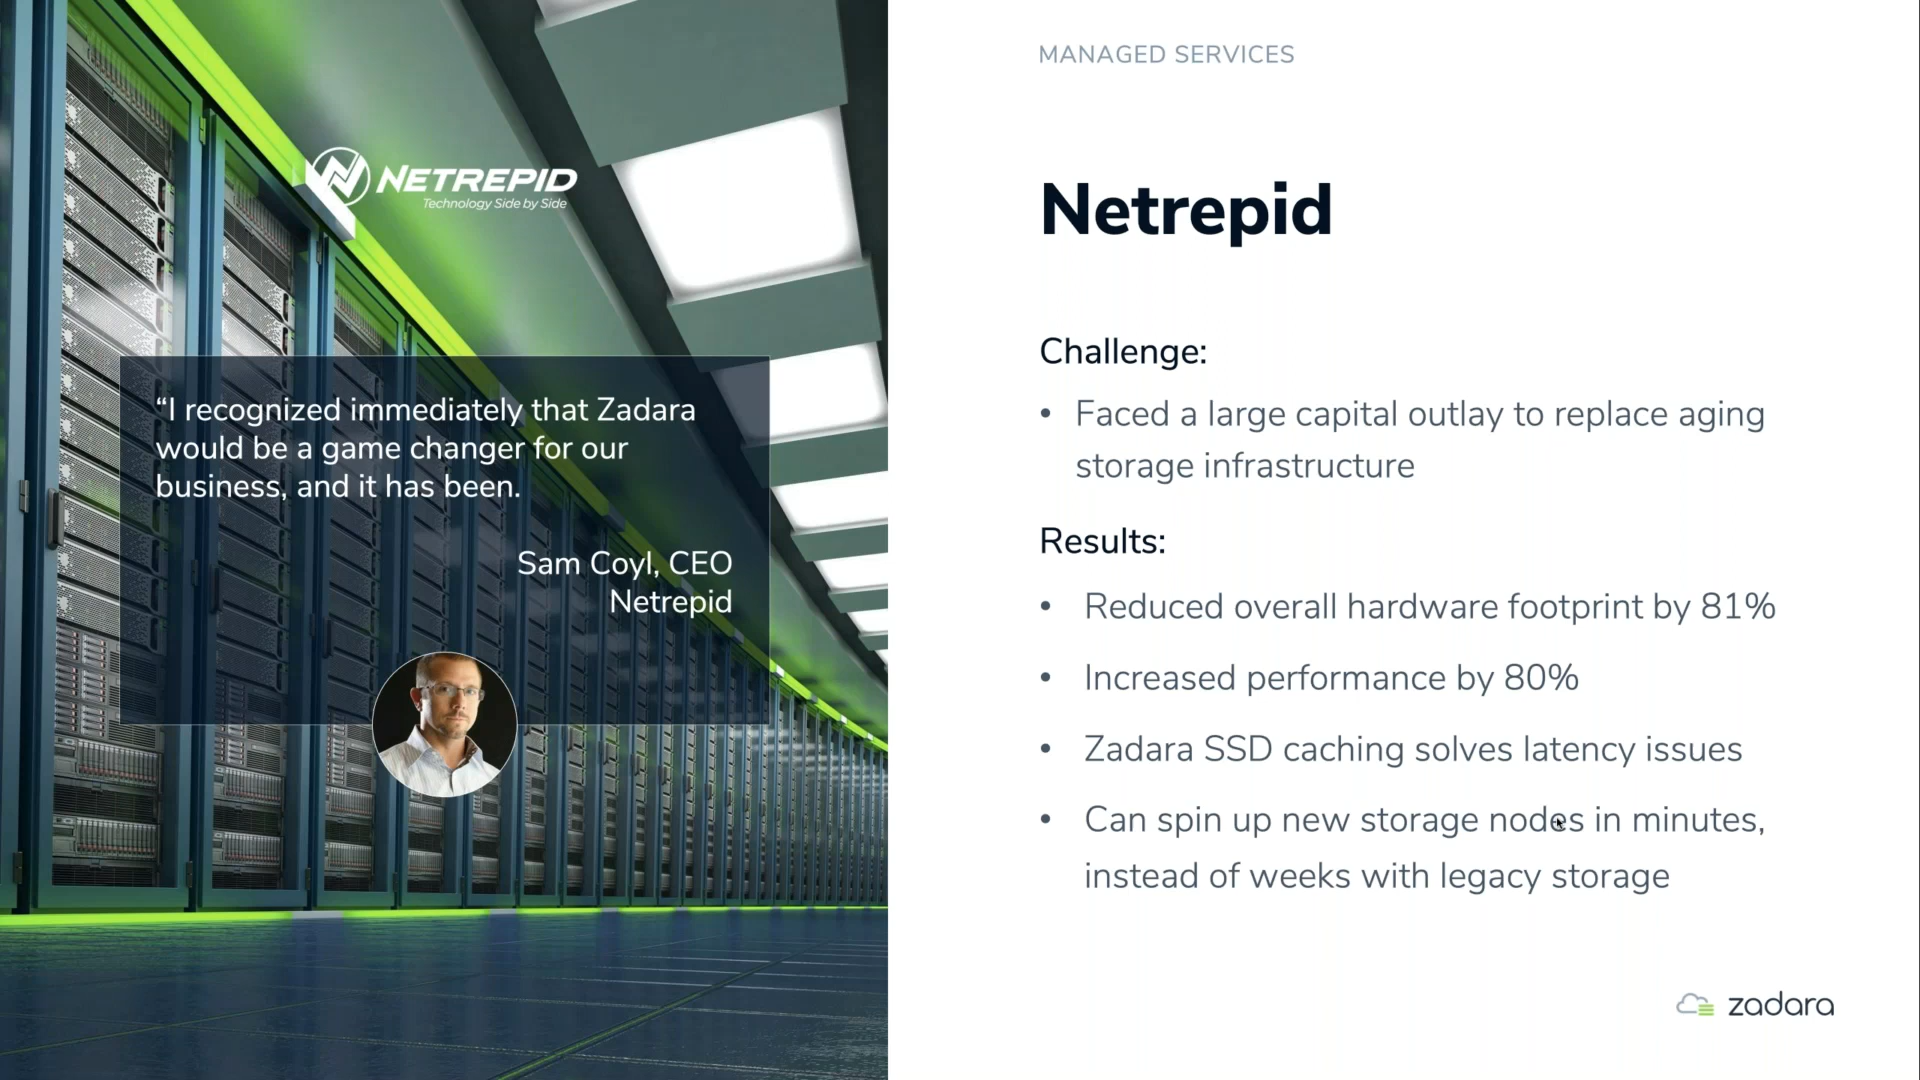 NETREPID
Technology Side by Side
“I recognized immediately that Zadara
would be a game changer for our
business, and it has been.
Sam Coyl, CEO
Netrepid
MANAGED SERVICES
Netrepid
Challenge:
• Faced a large capital outlay to replace aging
storage infrastructure
Results:
• Reduced overall hardware footprint by 81%
• Increased performance by 80%
• Zadara SSD caching solves latency issues
• Can spin up new storage nodes in minutes,
instead of weeks with legacy storage
zadara